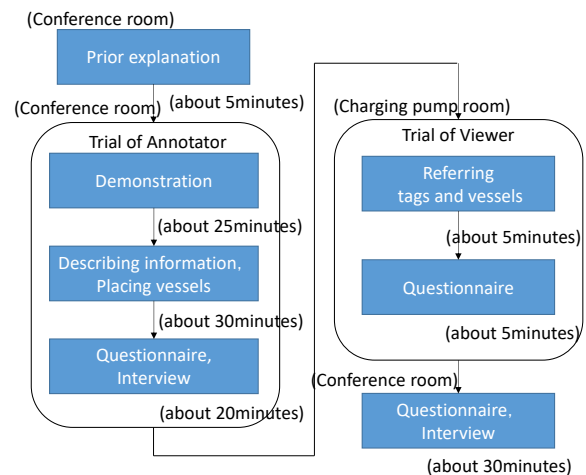 (Conference room)
Prior explanation
(about 5minutes)
(Conference room)
Trial of Annotator
Demonstration
(about 25minutes)
Describing information,
Placing vessels
(about 30minutes)
Questionnaire,
Interview
(about 20minutes)
(Charging pump room)
Trial of Viewer
Referring
tags and vessels
(about 5minutes)
Questionnaire
(about 5minutes)
(Conference room)
Questionnaire,
Interview
(about 30minutes)